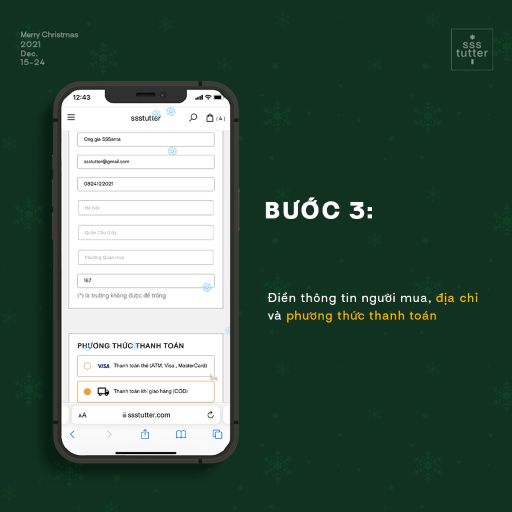 Merry Christmas
2021
Dec.
15-24
sss
tutter
12:43
ssstutter
(4)
Ông già SSSanta
ssstutter@gmail.com
0824122021
Hà Nội
Quận Cầu Giấy
Phường Quan Hoa
167
(*) là trường không được để trống
PHƯƠNG THỨC THANH TOÁN
VISA Thanh toán thẻ (ATM, Visa , MasterCard)
Thanh toán khi giao hàng (COD)
AA
ssstutter.com
BƯỚC 3:
Điền thông tin người mua, địa chỉ
và phương thức thanh toán